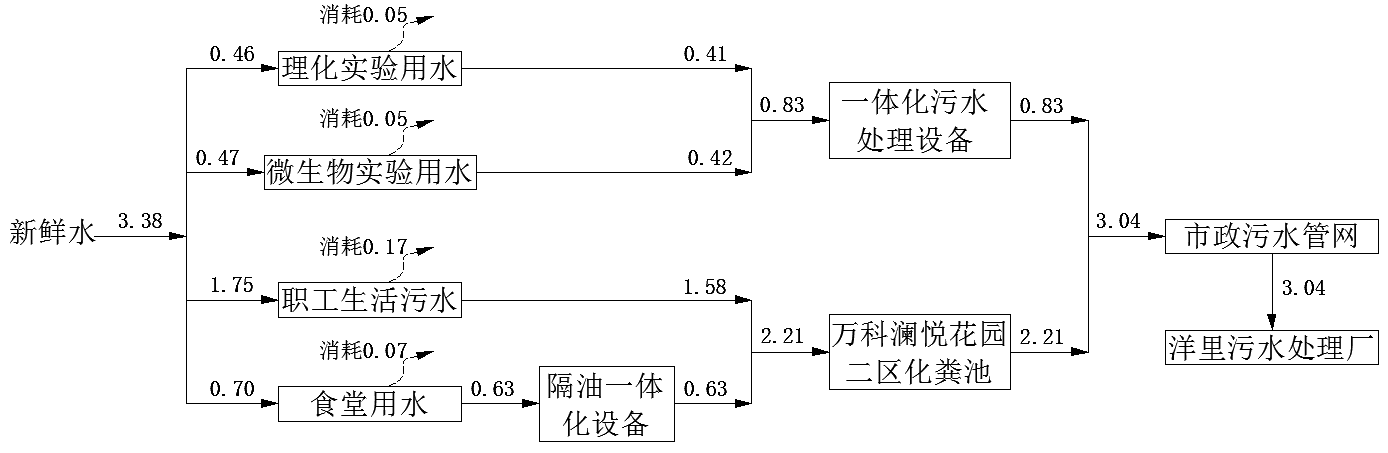 消耗0.05
0.46
理化实验用水
0.41
消耗0.05
0.47
微生物实验用水
0.42
0.83
一体化污水
处理设备
0.83
新鲜水
3.38
消耗0.17
1.75
职工生活污水
1.58
消耗0.07
0.70
食堂用水
0.63
隔油一体
化设备
0.63
2.21
万科澜悦花园
二区化粪池
2.21
3.04
市政污水管网
3.04
洋里污水处理厂